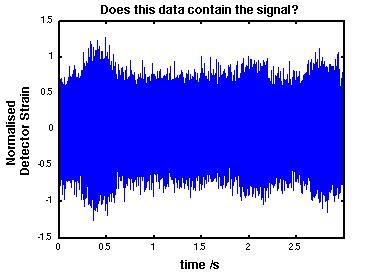 Does this data contain the signal?
1.5
1
0.5
0
-0.5
-1
-1.5
Normalised
Detector Strain
0 0.5 1 1.5 2 2.5
time /s